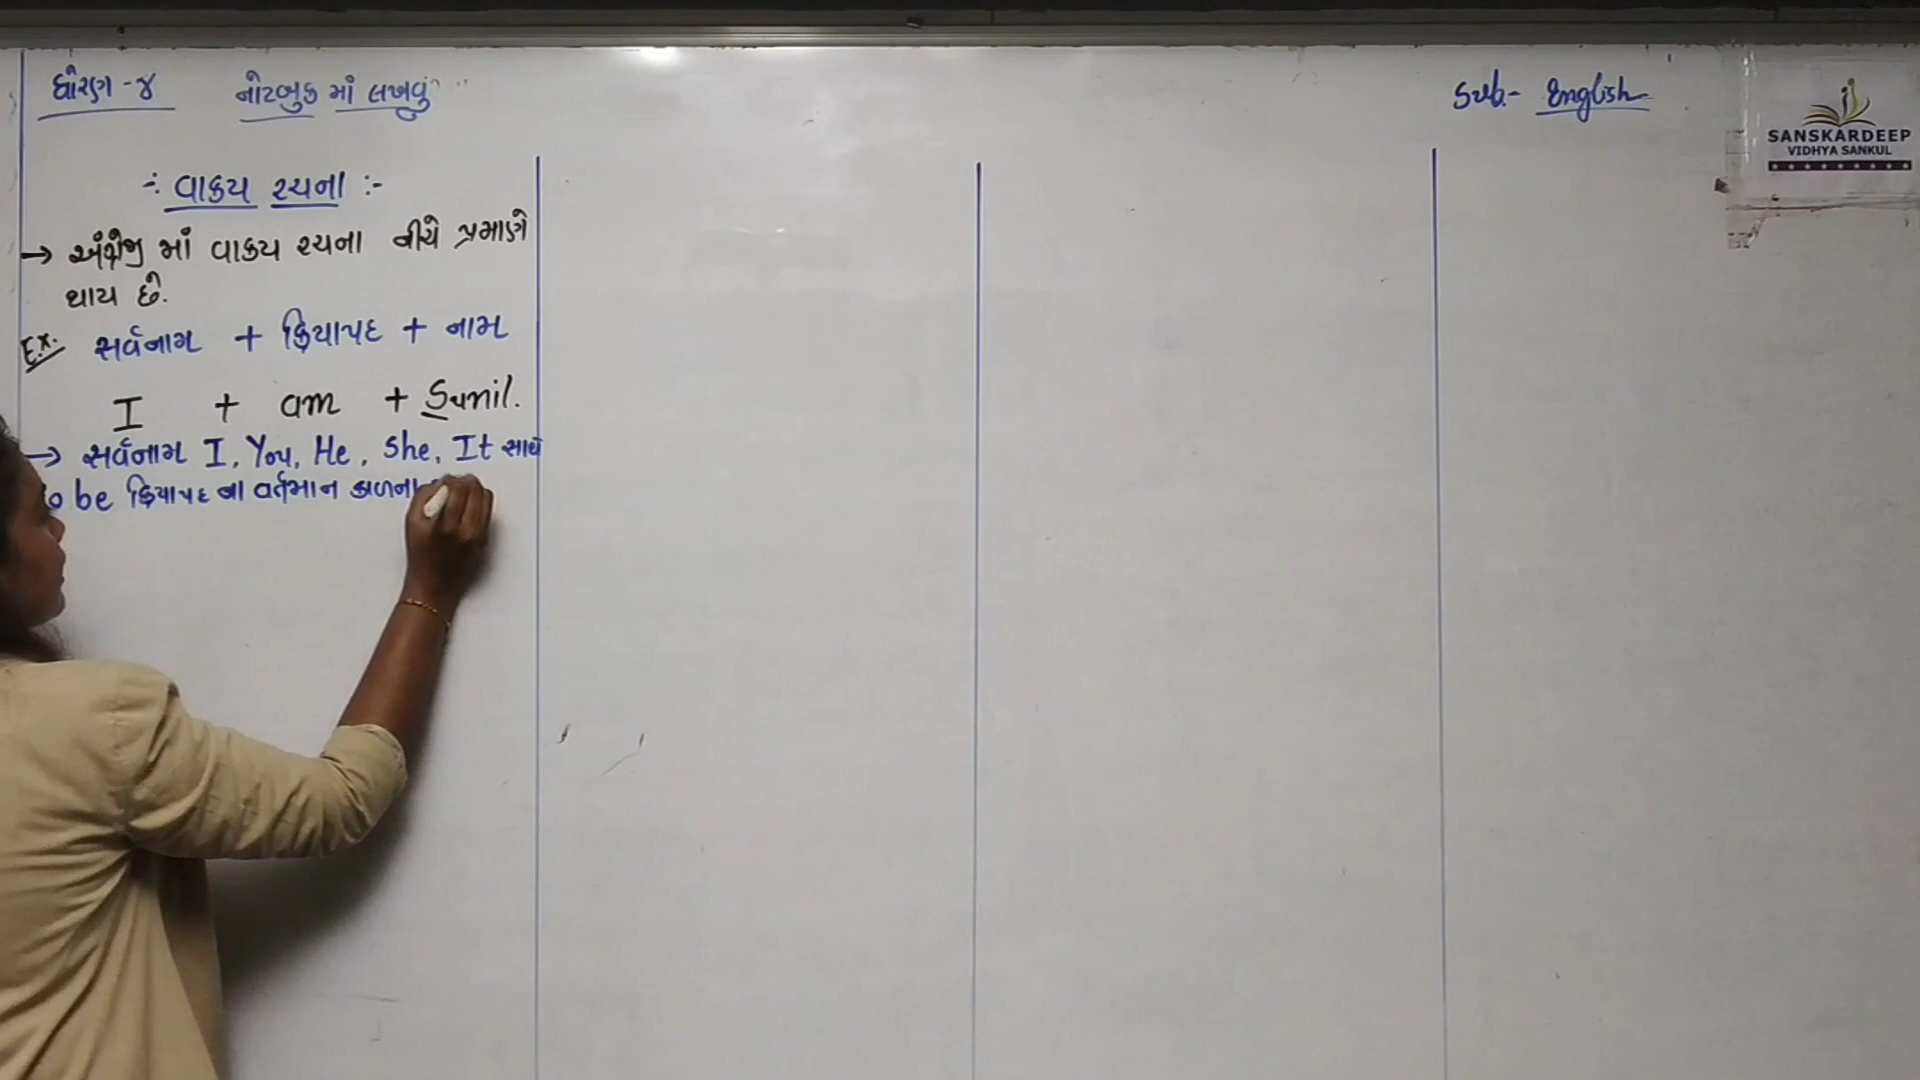 ધોરણ - ૪
નોટબુક માં લખવું
Sub.- English
SANSKARDEEP
VIDHYA SANKUL
-: વાક્ય રચના :-
→ અંગ્રેજી માં વાક્ય રચના નીચે પ્રમાણે
થાય છે.
Ex. સર્વનામ + ક્રિયાપદ + નામ
I + am + Sunil.
→ સર્વનામ I, You, He, She, It સાથે
be ક્રિયાપદ ના વર્તમાન કાળના